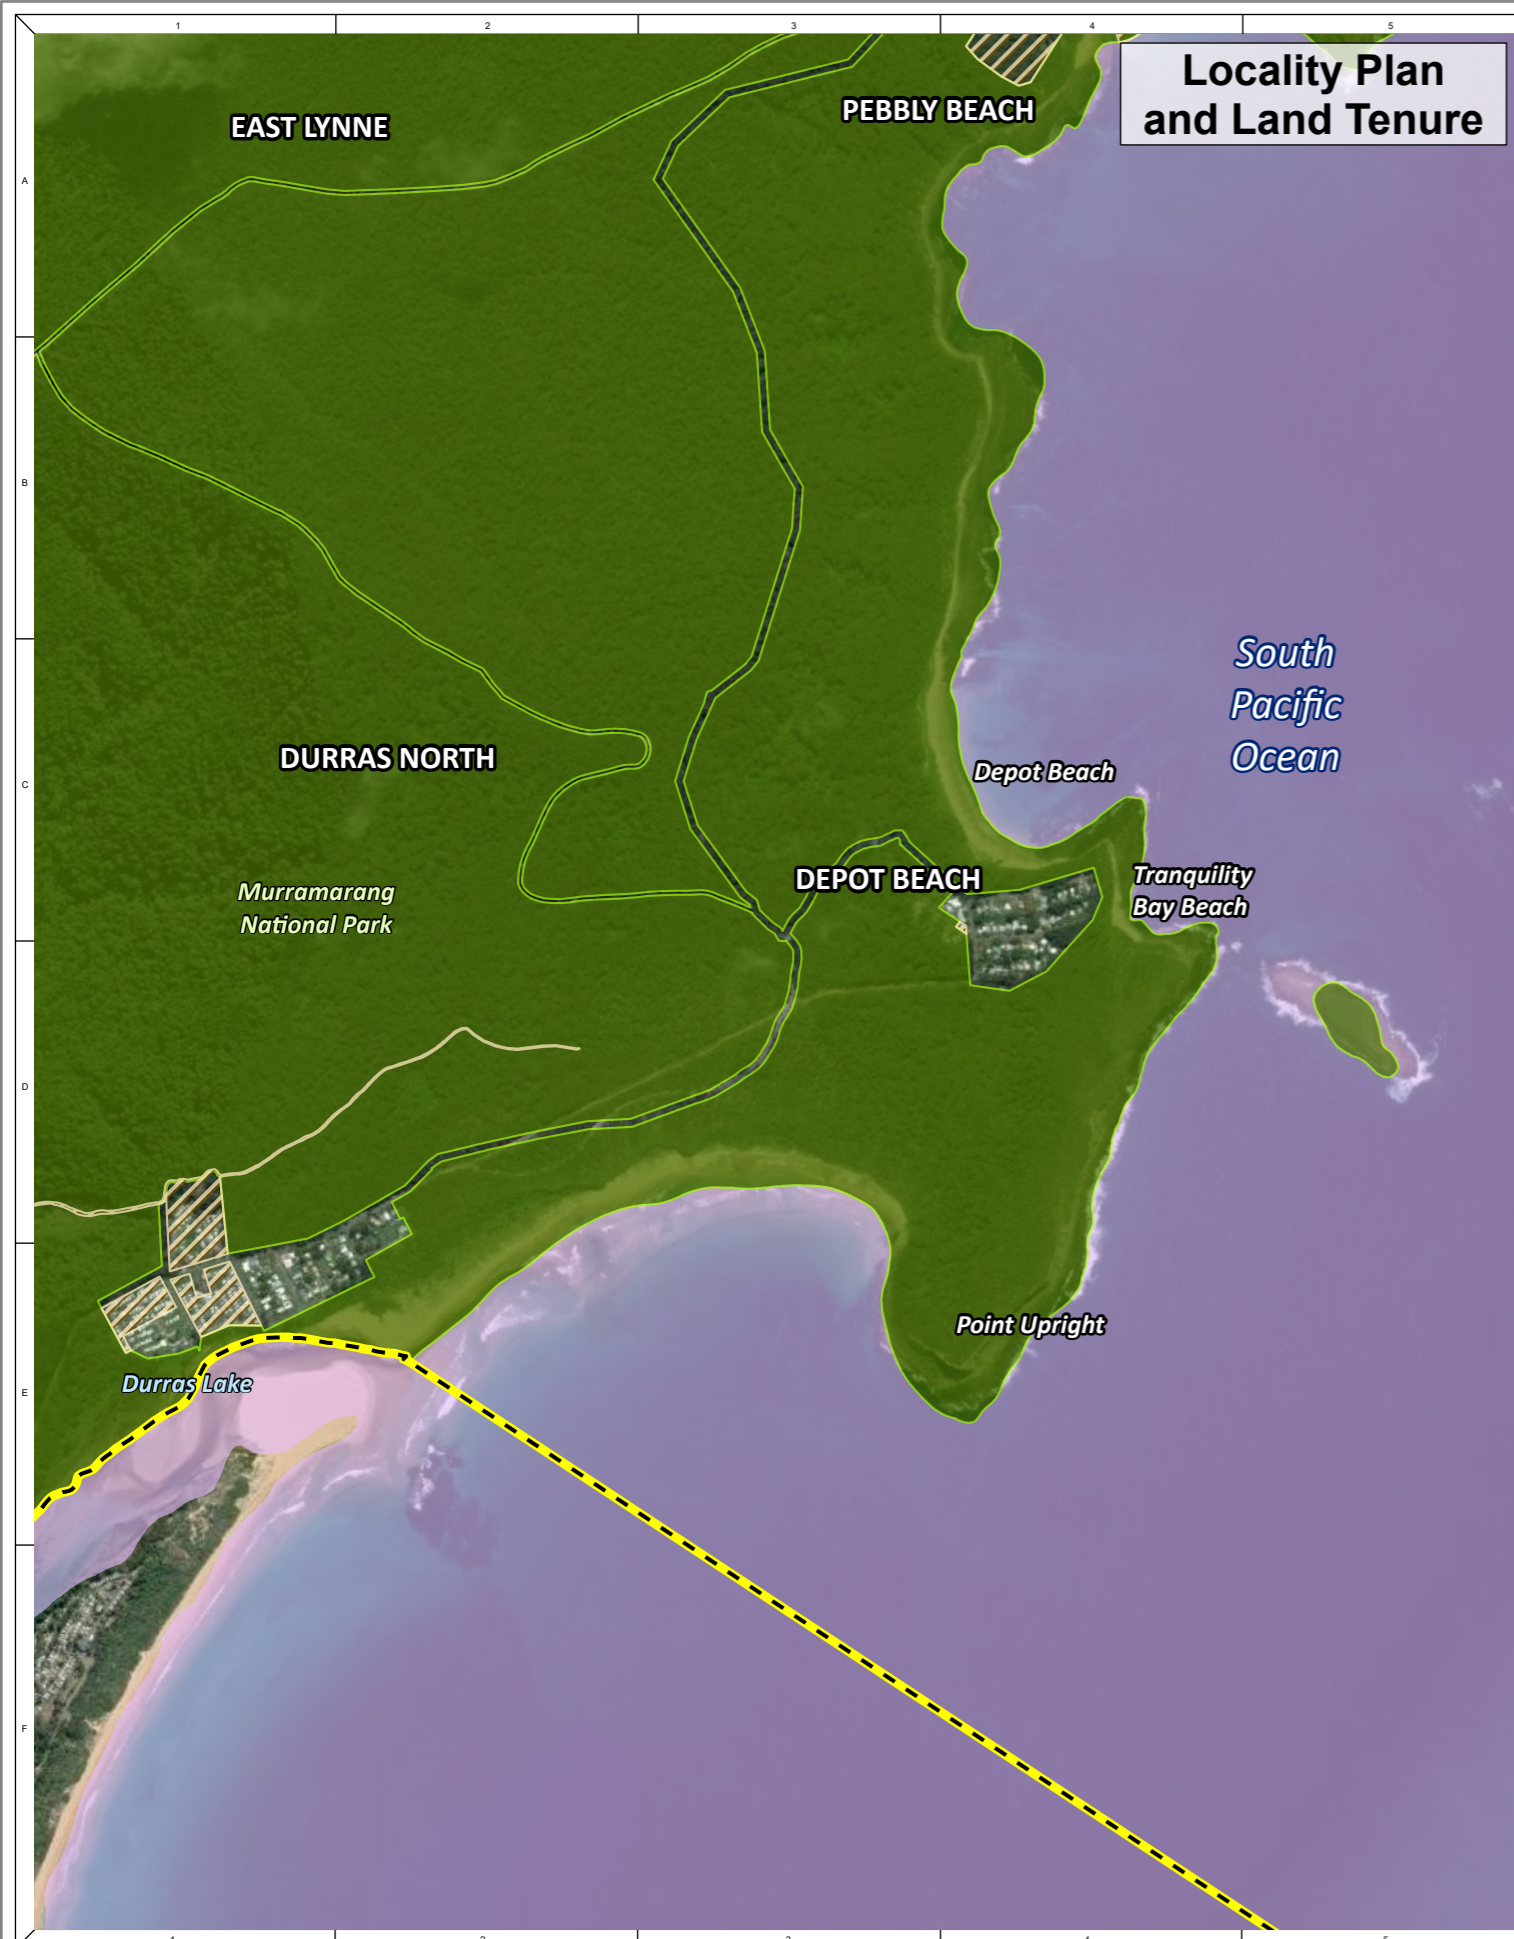 1 2 3 4 5
Locality Plan
and Land Tenure
PEBBLY BEACH
EAST LYNNE
A
B
South
Pacific
Ocean
DURRAS NORTH
Depot Beach
C
DEPOT BEACH
Tranquility
Bay Beach
Murramarang
National Park
D
Point Upright
Durras Lake
E
F